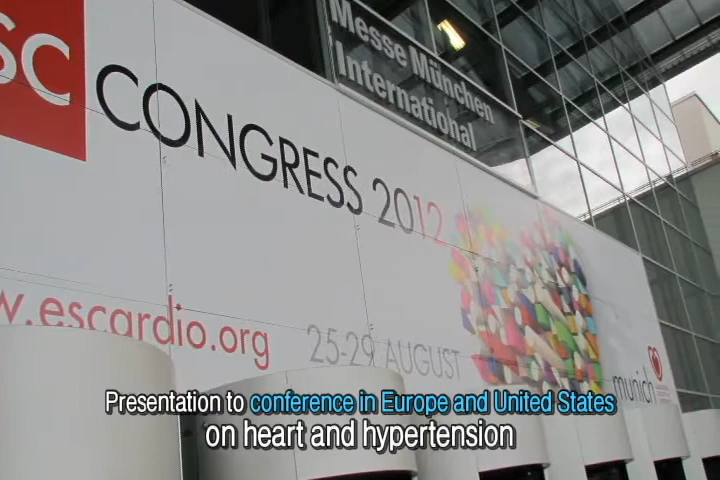 SC CONGRESS 2012
Messe München
International
w.escardio.org
25-29 AUGUST
munich
Presentation to conference in Europe and United States
on heart and hypertension